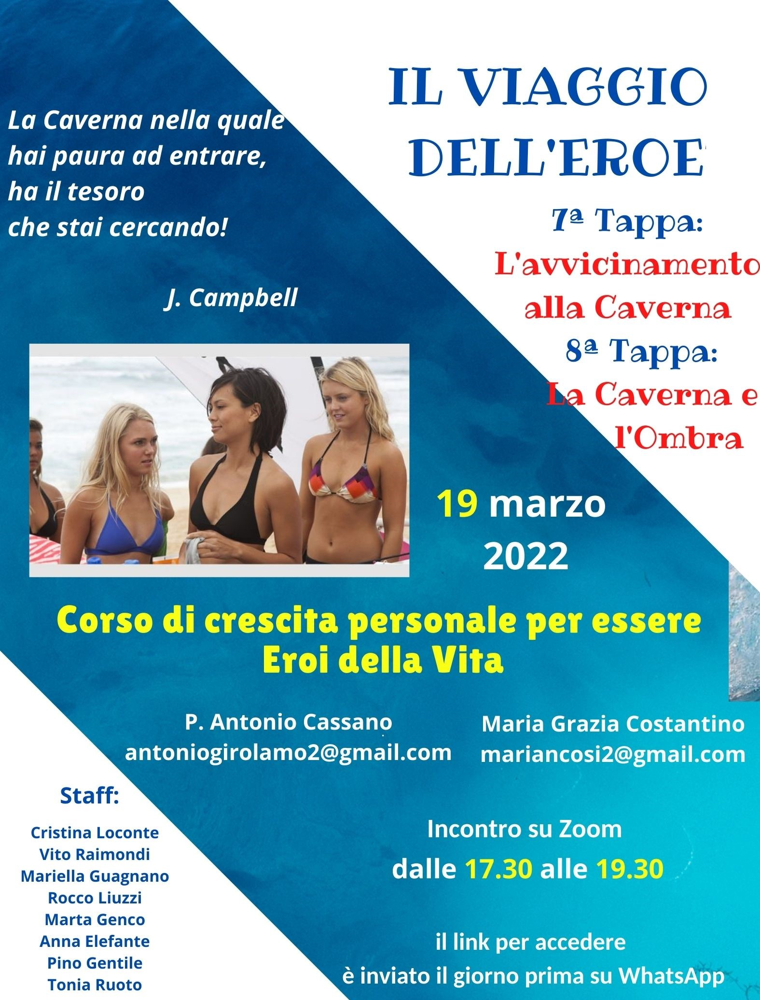 La Caverna nella quale
hai paura ad entrare,
ha il tesoro
che stai cercando!
J. Campbell
IL VIAGGIO
DELL'EROE
7ª Tappa:
L'avvicinamento
alla Caverna
8ª Tappa:
La Caverna e
l'Ombra
19 marzo
2022
Corso di crescita personale per essere
Eroi della Vita
P. Antonio Cassano
antoniogirolamo2@gmail.com
Maria Grazia Costantino
mariancosi2@gmail.com
Staff:
Cristina Loconte
Vito Raimondi
Mariella Guagnano
Rocco Liuzzi
Marta Genco
Anna Elefante
Pino Gentile
Tonia Ruoto
Incontro su Zoom
dalle 17.30 alle 19.30
il link per accedere
è inviato il giorno prima su WhatsApp